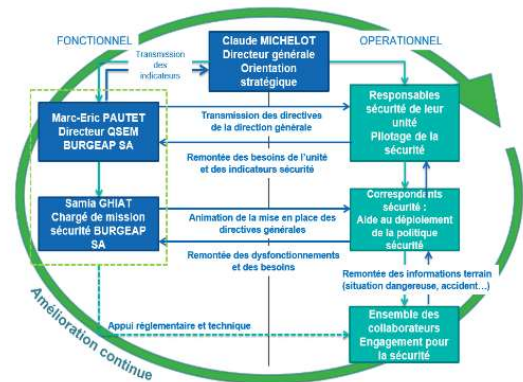 FONCTIONNEL
Claude MICHELOT
Directeur générale
Orientation
stratégique
OPERATIONNEL
Transmission
des
indicateurs
Marc-Eric PAUTET
Directeur QSEM
BURGEAP SA
Transmission des directives
de la direction générale
Responsables
sécurité de leur
unité
Pilotage de la
sécurité
Remontée des besoins de l'unité
et des indicateurs sécurité
Samia GHIAT
Chargé de mission
sécurité BURGEAP
SA
Animation de la mise en place des
directives générales
Correspondants
sécurité :
Aide au déploiement
de la politique
sécurité
Remontée des dysfonctionnements
et des besoins
Remontée des informations terrain
(situation dangereuse, accident…)
Appui règlementaire et technique
Ensemble des
collaborateurs
Engagement pour
la sécurité
Amélioration continue